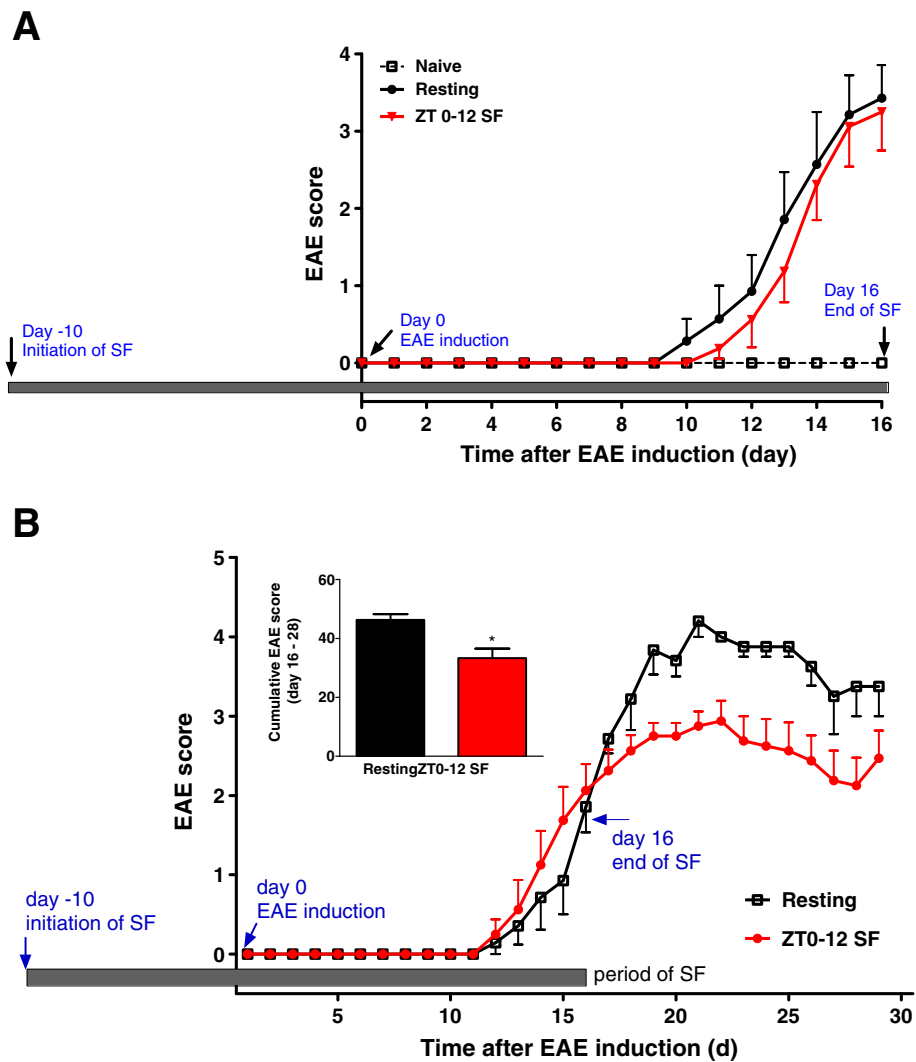 A
4
3
2
1
0
EAE score
Naive
Resting
ZT 0-12 SF
Day -10
Initiation of SF
Day 0
EAE induction
Day 16
End of SF
0 2 4 6 8 10 12 14 16
Time after EAE induction (day)
B
5
4
3
2
1
0
EAE score
60
40
20
0
Cumulative EAE score
(day 16 - 28)
*
RestingZT0-12 SF
day 16
end of SF
day 0
EAE induction
day -10
initiation of SF
Resting
ZT0-12 SF
period of SF
5 10 15 20 25 30
Time after EAE induction (d)